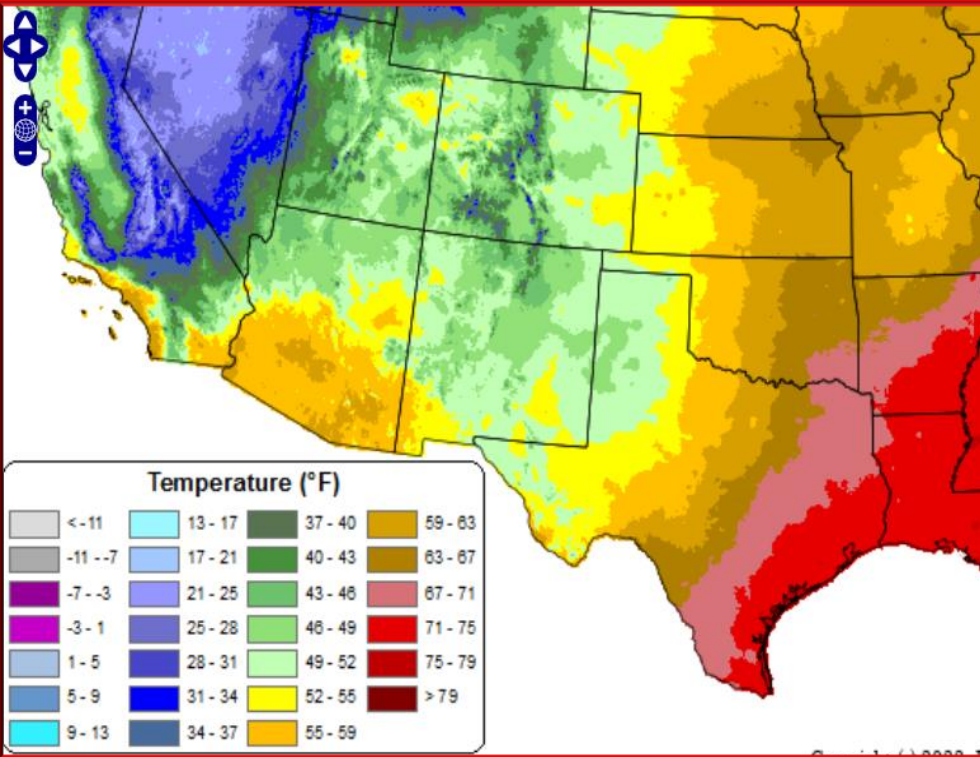 Temperature (°F)
< -11 13 - 17 37 - 40 59 - 63
-11 - -7 17 - 21 40 - 43 63 - 67
-7 - -3 21 - 25 43 - 46 67 - 71
-3 - 1 25 - 28 46 - 49 71 - 75
1 - 5 28 - 31 49 - 52 75 - 79
5 - 9 31 - 34 52 - 55 > 79
9 - 13 34 - 37 55 - 59